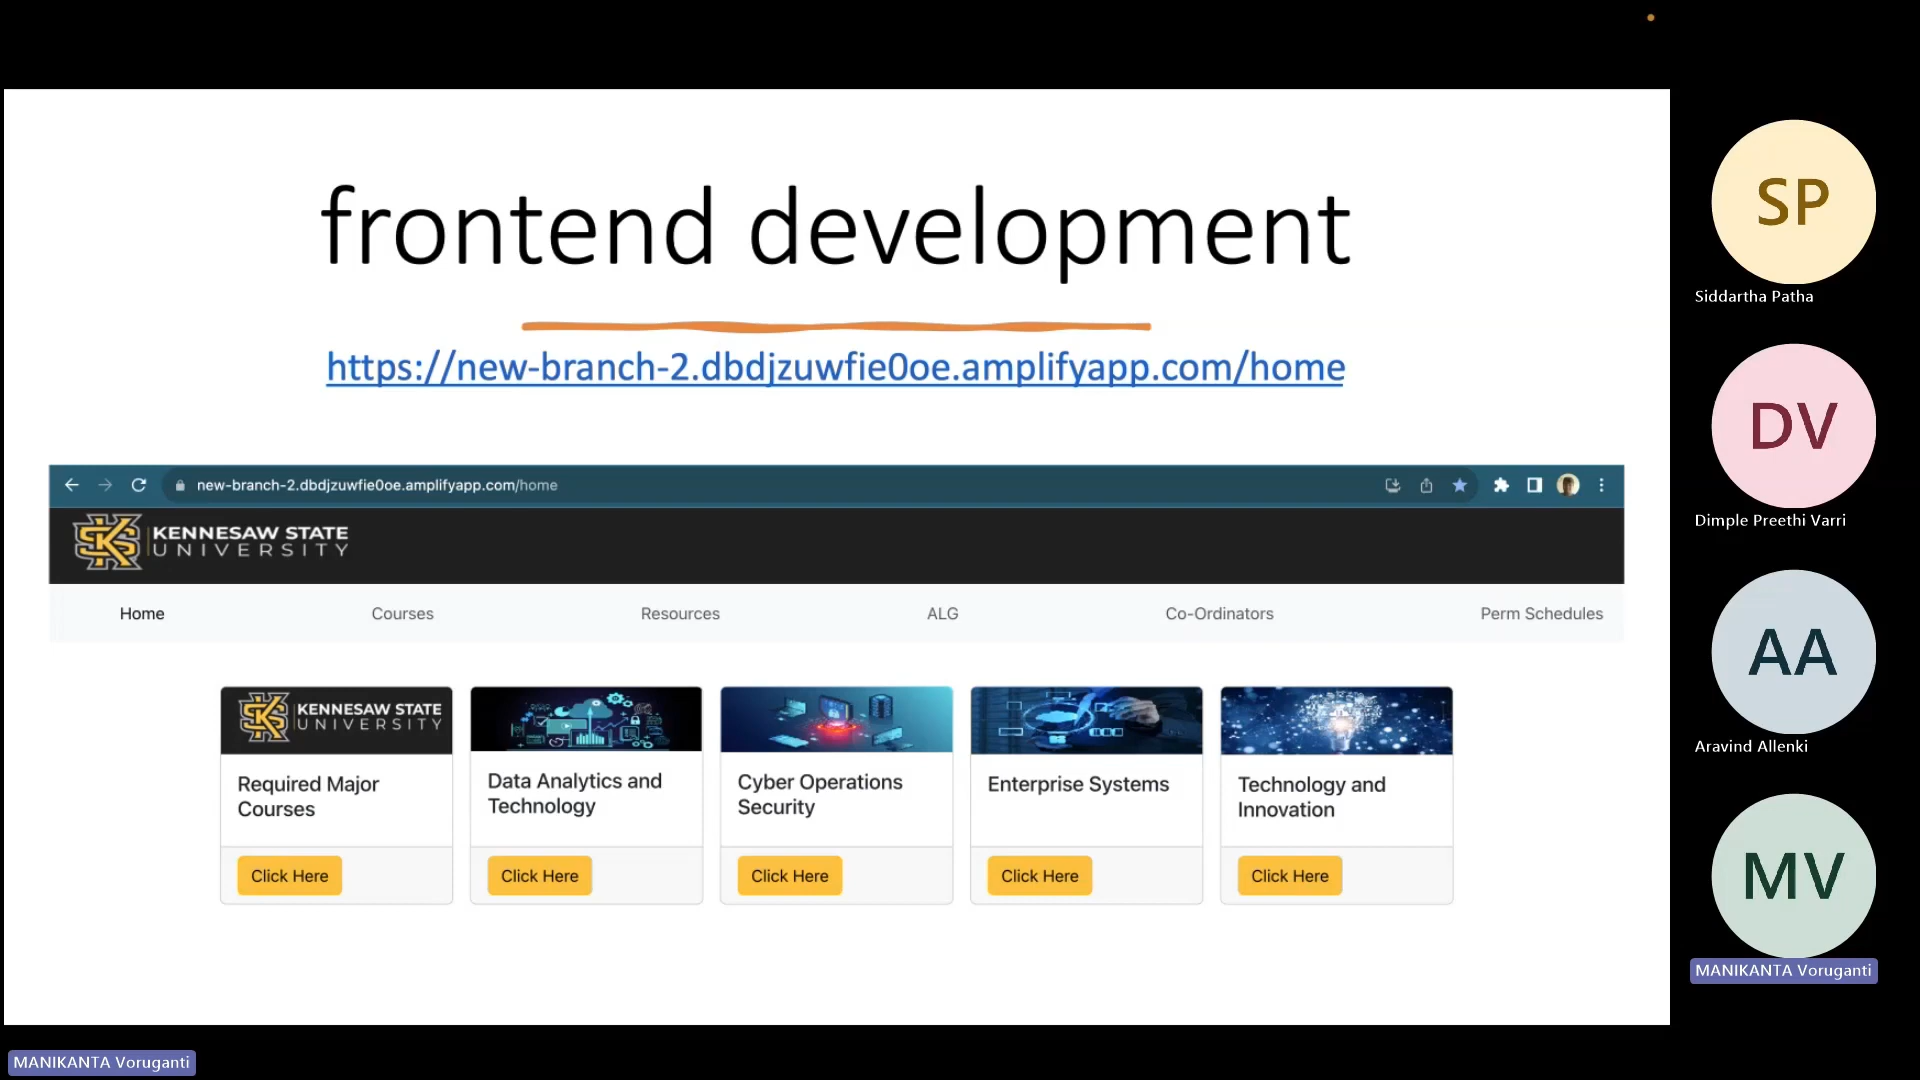 frontend development
https://new-branch-2.dbdjzuwfie0oe.amplifyapp.com/home
new-branch-2.dbdjzuwfie0oe.amplifyapp.com/home
KENNESAW STATE
UNIVERSITY
Home Courses Resources ALG Co-Ordinators Perm Schedules
KENNESAW STATE
UNIVERSITY
Required Major
Courses
Click Here
Data Analytics and
Technology
Click Here
Cyber Operations
Security
Click Here
Enterprise Systems
Click Here
Technology and
Innovation
Click Here
SP
Siddartha Patha
DV
Dimple Preethi Varri
AA
Aravind Allenki
MV
MANIKANTA Voruganti
MANIKANTA Voruganti